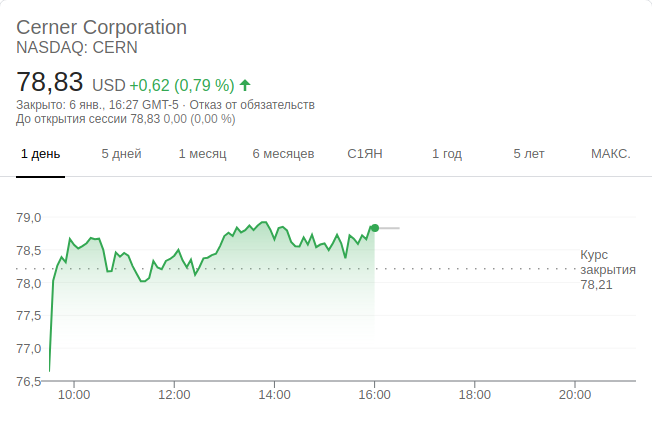 Cerner Corporation
NASDAQ: CERN
78,83 USD +0,62 (0,79 %)
Закрыто: 6 янв., 16:27 GMT-5 · Отказ от обязательств
До открытия сессии 78,83 0,00 (0,00 %)
1 день 5 дней 1 месяц 6 месяцев С1ЯН 1 год 5 лет МАКС.
79,0
78,5
78,0
77,5
77,0
76,5
Курс
закрытия
78,21
10:00 12:00 14:00 16:00 18:00 20:00